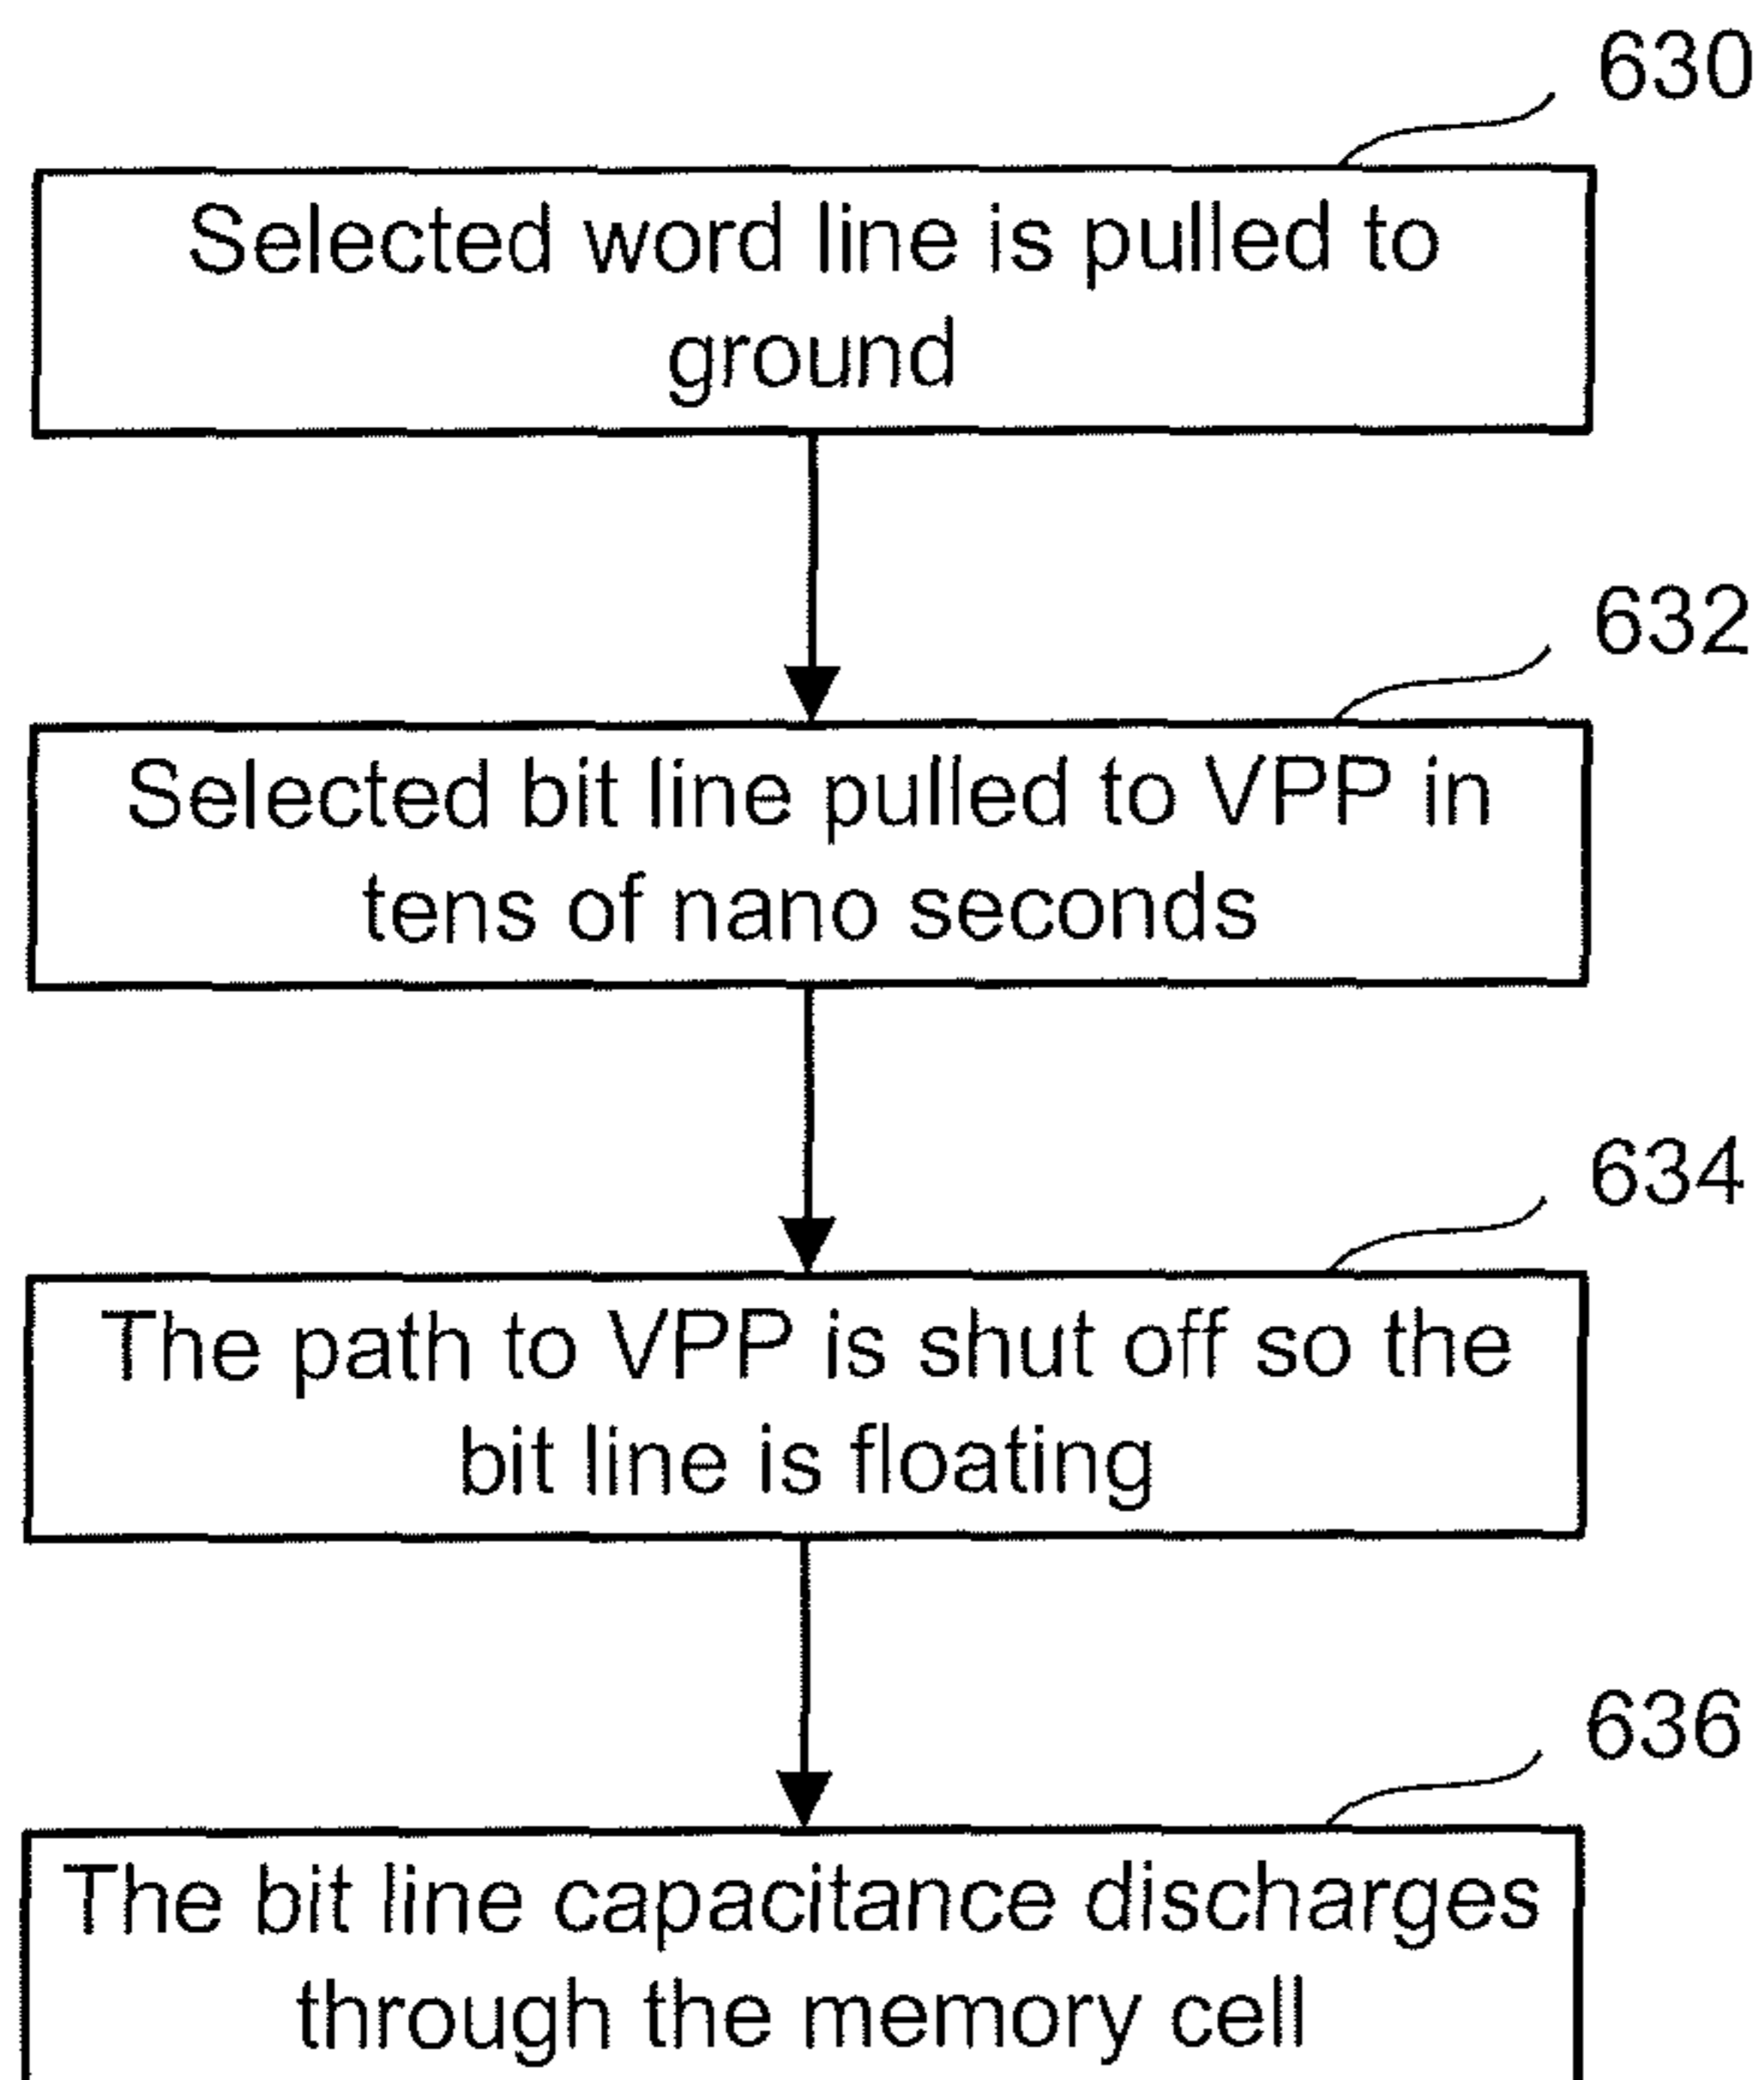 630
Selected word line is pulled to
ground
632
Selected bit line pulled to VPP in
tens of nano seconds
634
The path to VPP is shut off so the
bit line is floating
636
The bit line capacitance discharges
through the memory cell